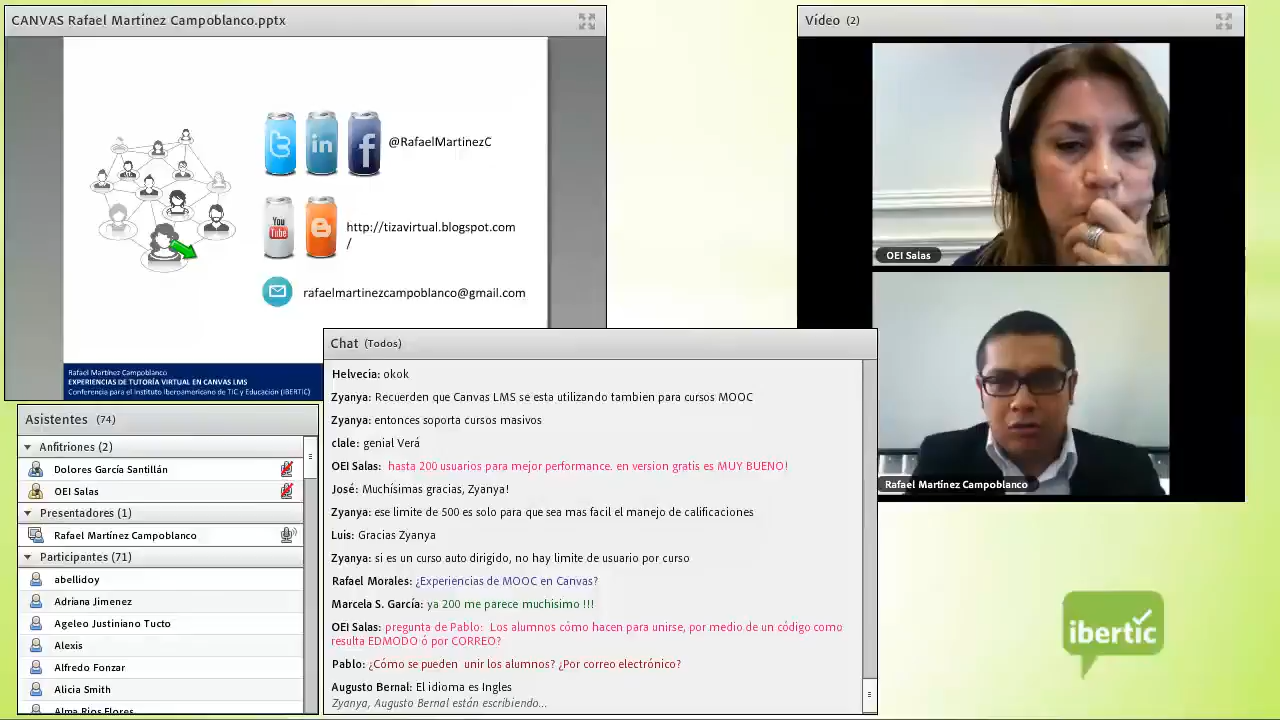 CANVAS Rafael Martínez Campoblanco.pptx
@RafaelMartinezC
You
Tube
http://tizavirtual.blogspot.com
/
rafaelmartinezcampoblanco@gmail.com
Rafael Martínez Campoblanco
EXPERIENCIAS DE TUTORÍA VIRTUAL EN CANVAS LMS
Conferencia para el Instituto Iberoamericano de TIC y Educación (IBERTIC)
Vídeo (2)
OEI Salas
Rafael Martínez Campoblanco
Asistentes (74)
Anfitriones (2)
Dolores García Santillán
OEI Salas
Presentadores (1)
Rafael Martínez Campoblanco
Participantes (71)
abellidoy
Adriana Jimenez
Ageleo Justiniano Tucto
Alexis
Alfredo Fonzar
Alicia Smith
Alma Rios Flores
Chat (Todos)
Helvecia: okok
Zyanya: Recuerden que Canvas LMS se esta utilizando tambien para cursos MOOC
Zyanya: entonces soporta cursos masivos
clale: genial Verá
OEI Salas: hasta 200 usuarios para mejor performance. en version gratis es MUY BUENO!
José: Muchísimas gracias, Zyanya!
Zyanya: ese limite de 500 es solo para que sea mas facil el manejo de calificaciones
Luis: Gracias Zyanya
Zyanya: si es un curso auto dirigido, no hay limite de usuario por curso
Rafael Morales: ¿Experiencias de MOOC en Canvas?
Marcela S. García: ya 200 me parece muchisimo !!!
OEI Salas: pregunta de Pablo: Los alumnos cómo hacen para unirse, por medio de un código como
resulta EDMODO ó por CORREO?
Pablo: ¿Cómo se pueden unir los alumnos? ¿Por correo electrónico?
Augusto Bernal: El idioma es Ingles
Zyanya, Augusto Bernal están escribiendo...
ibertic